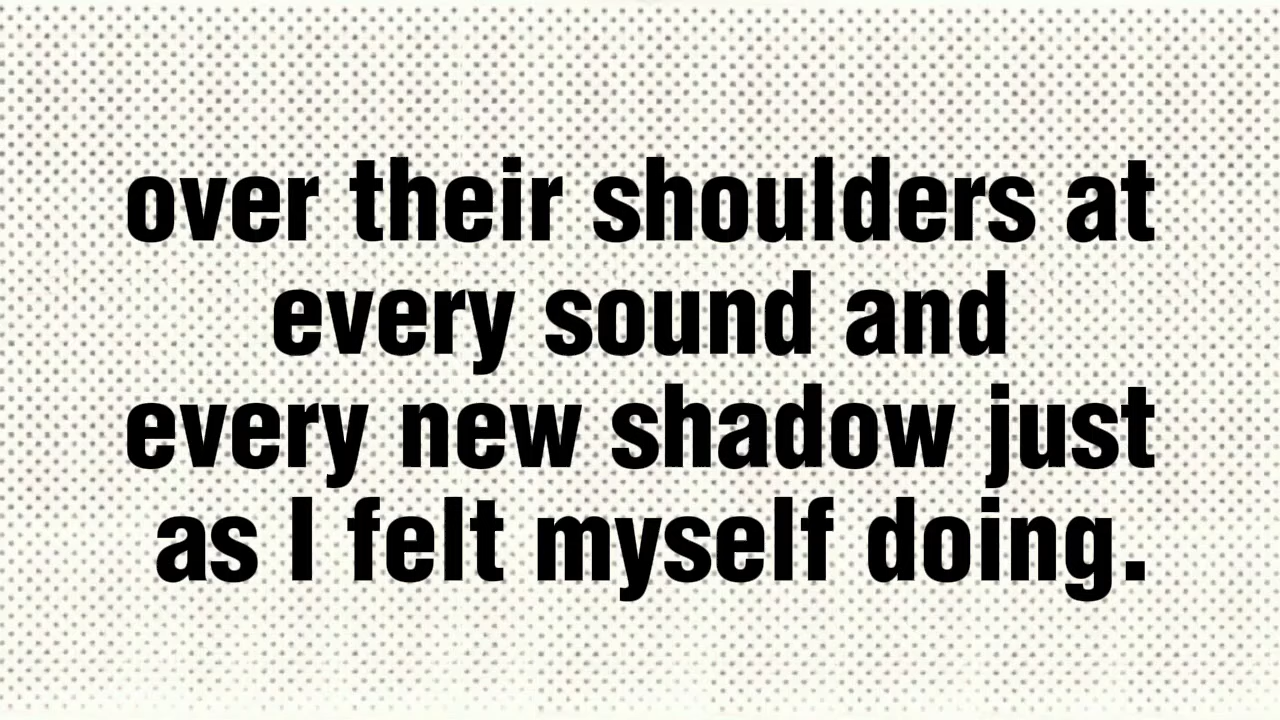 over their shoulders at
every sound and
every new shadow just
as I felt myself doing.